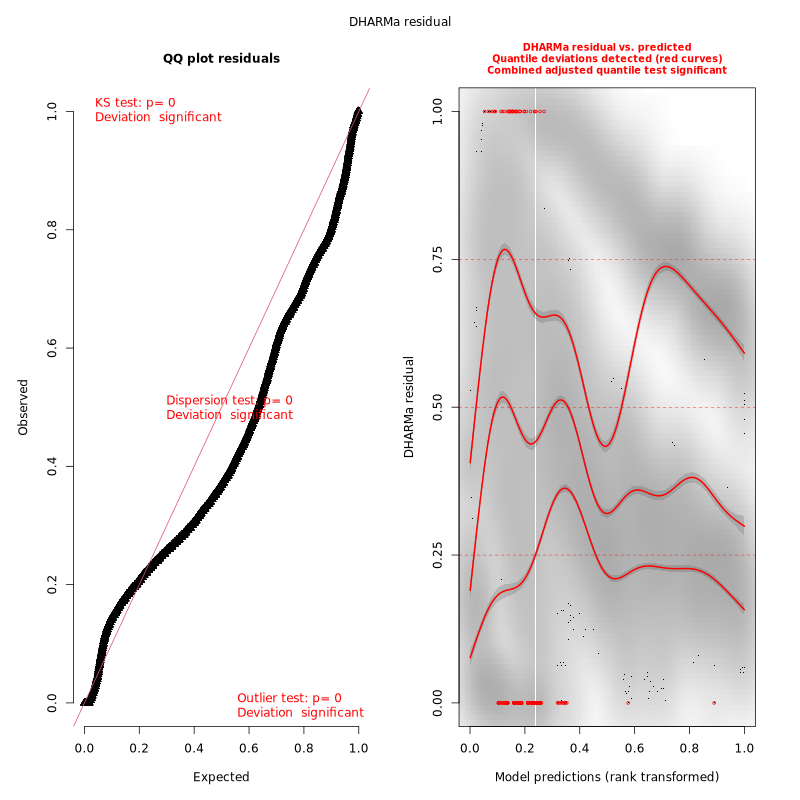 DHARMa residual
QQ plot residuals
KS test: p= 0
Deviation  significant
Dispersion test: p= 0
Deviation  significant
Outlier test: p= 0
Deviation  significant
Observed
0.0
0.2
0.4
0.6
0.8
1.0
0.0
0.2
0.4
0.6
0.8
1.0
Expected
DHARMa residual vs. predicted
Quantile deviations detected (red curves)
Combined adjusted quantile test significant
DHARMa residual
0.00
0.25
0.50
0.75
1.00
0.0
0.2
0.4
0.6
0.8
1.0
Model predictions (rank transformed)